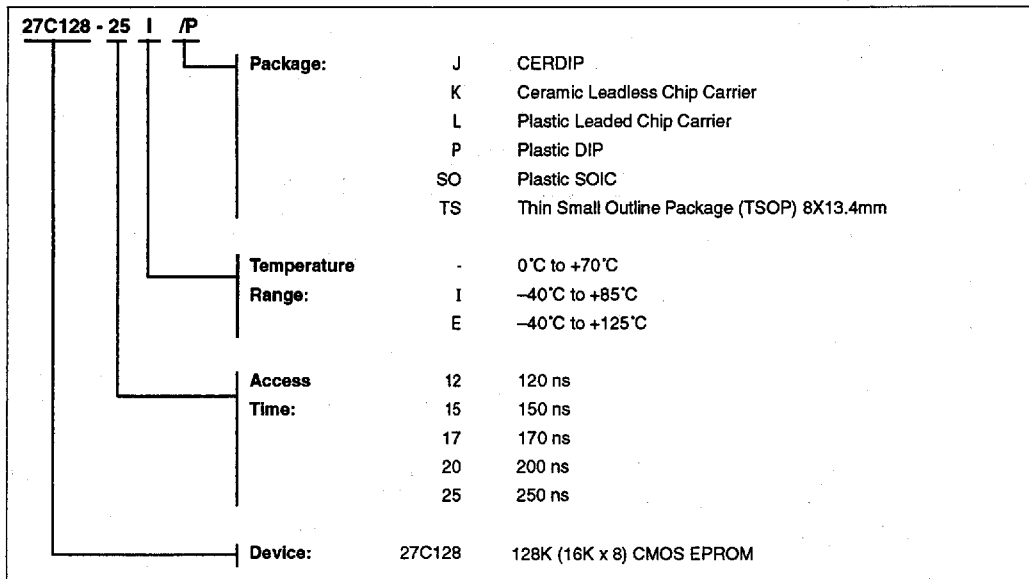 27C128 - 25 I /P
Package: J CERDIP
K Ceramic Leadless Chip Carrier
L Plastic Leaded Chip Carrier
P Plastic DIP
SO Plastic SOIC
TS Thin Small Outline Package (TSOP) 8X13.4mm
Temperature - 0°C to +70°C
Range: I –40°C to +85°C
E –40°C to +125°C
Access 12 120 ns
Time: 15 150 ns
17 170 ns
20 200 ns
25 250 ns
Device: 27C128 128K (16K x 8) CMOS EPROM